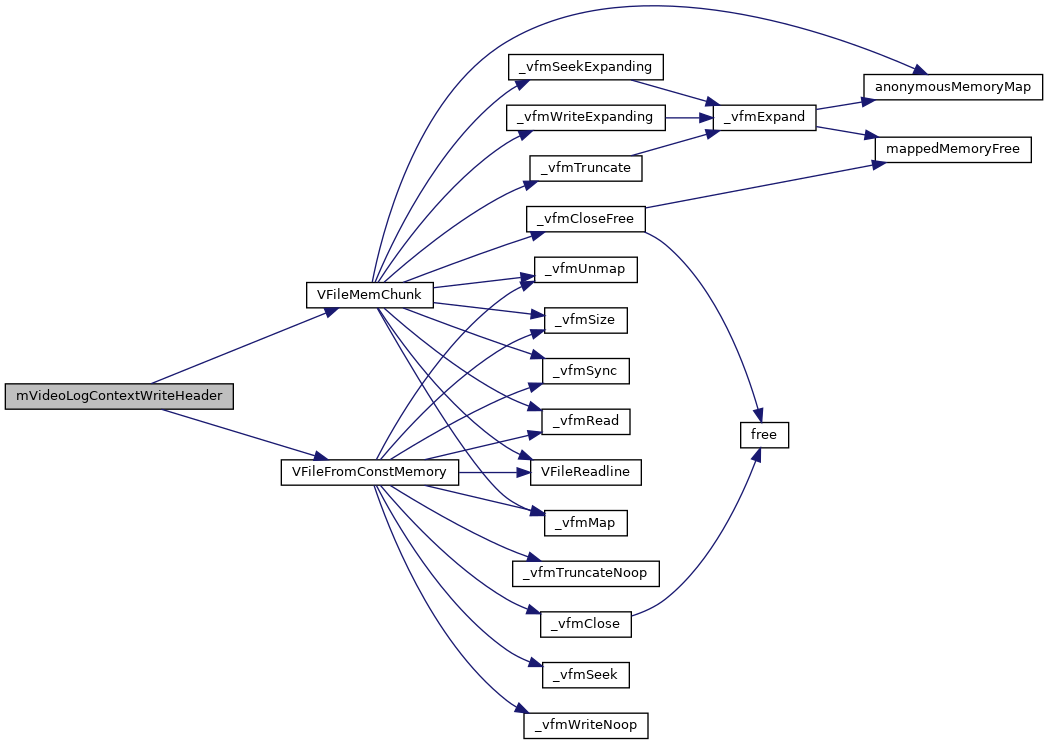 mVideoLogContextWriteHeader
VFileMemChunk
VFileFromConstMemory
_vfmSeekExpanding
_vfmWriteExpanding
_vfmTruncate
_vfmCloseFree
_vfmUnmap
_vfmSize
_vfmSync
_vfmRead
VFileReadline
_vfmMap
_vfmTruncateNoop
_vfmClose
_vfmSeek
_vfmWriteNoop
_vfmExpand
free
anonymousMemoryMap
mappedMemoryFree